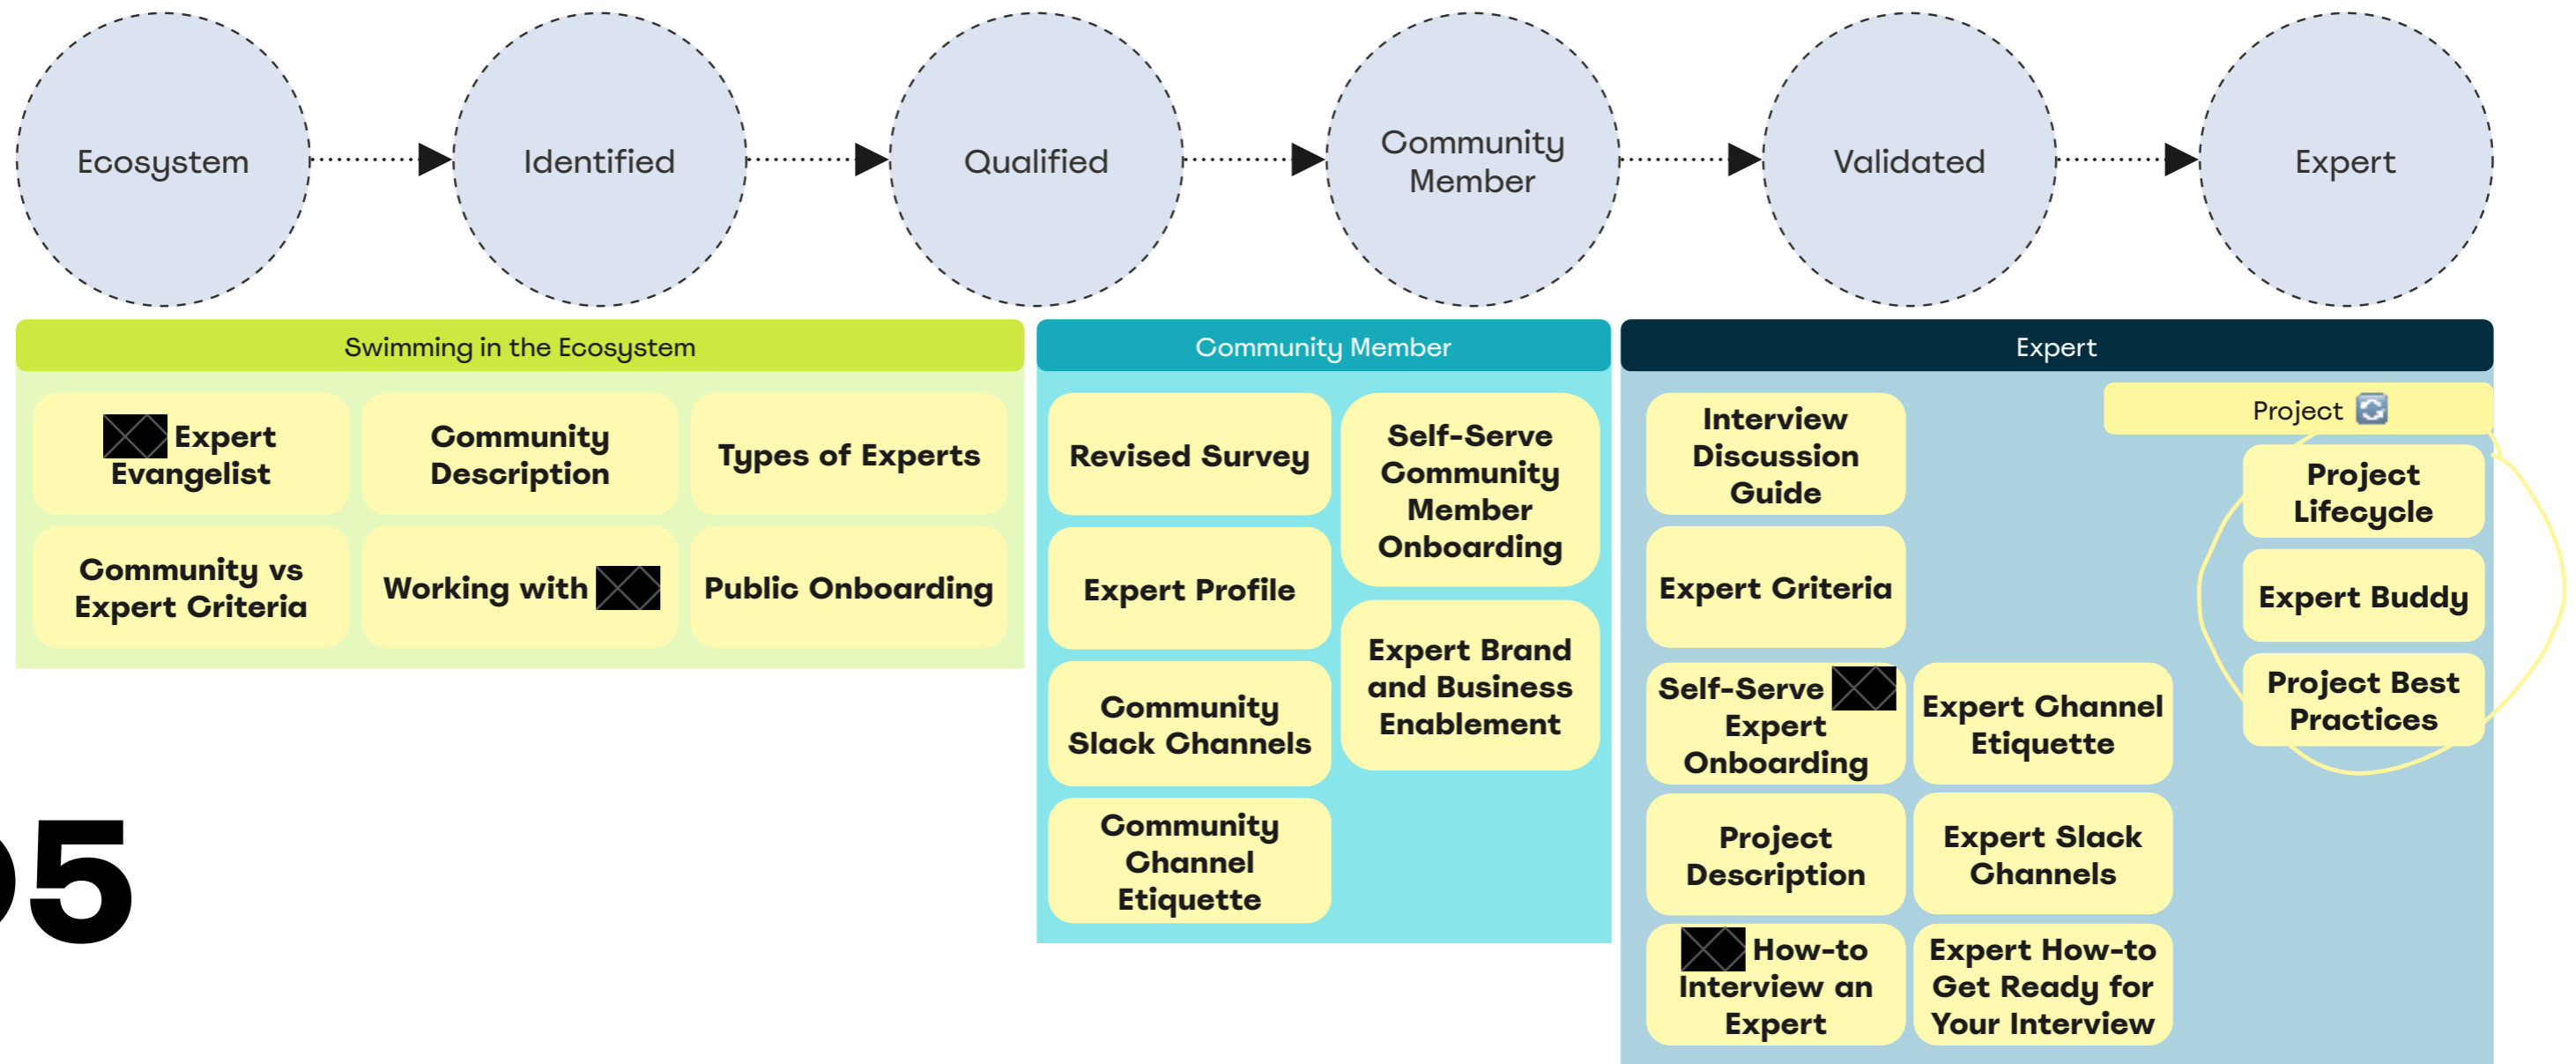 Ecosystem
Identified
Qualified
Community
Member
Validated
Expert
Swimming in the Ecosystem
Expert
Evangelist
Community
Description
Types of Experts
Community vs
Expert Criteria
Working with
Public Onboarding
Community Member
Revised Survey
Self-Serve
Community
Member
Onboarding
Expert Profile
Expert Brand
and Business
Enablement
Community
Slack Channels
Community
Channel
Etiquette
Expert
Interview
Discussion
Guide
Expert Criteria
Self-Serve
Expert
Onboarding
Expert Channel
Etiquette
Project
Description
Expert Slack
Channels
How-to
Interview an
Expert
Expert How-to
Get Ready for
Your Interview
Project
Project
Lifecycle
Expert Buddy
Project Best
Practices
5